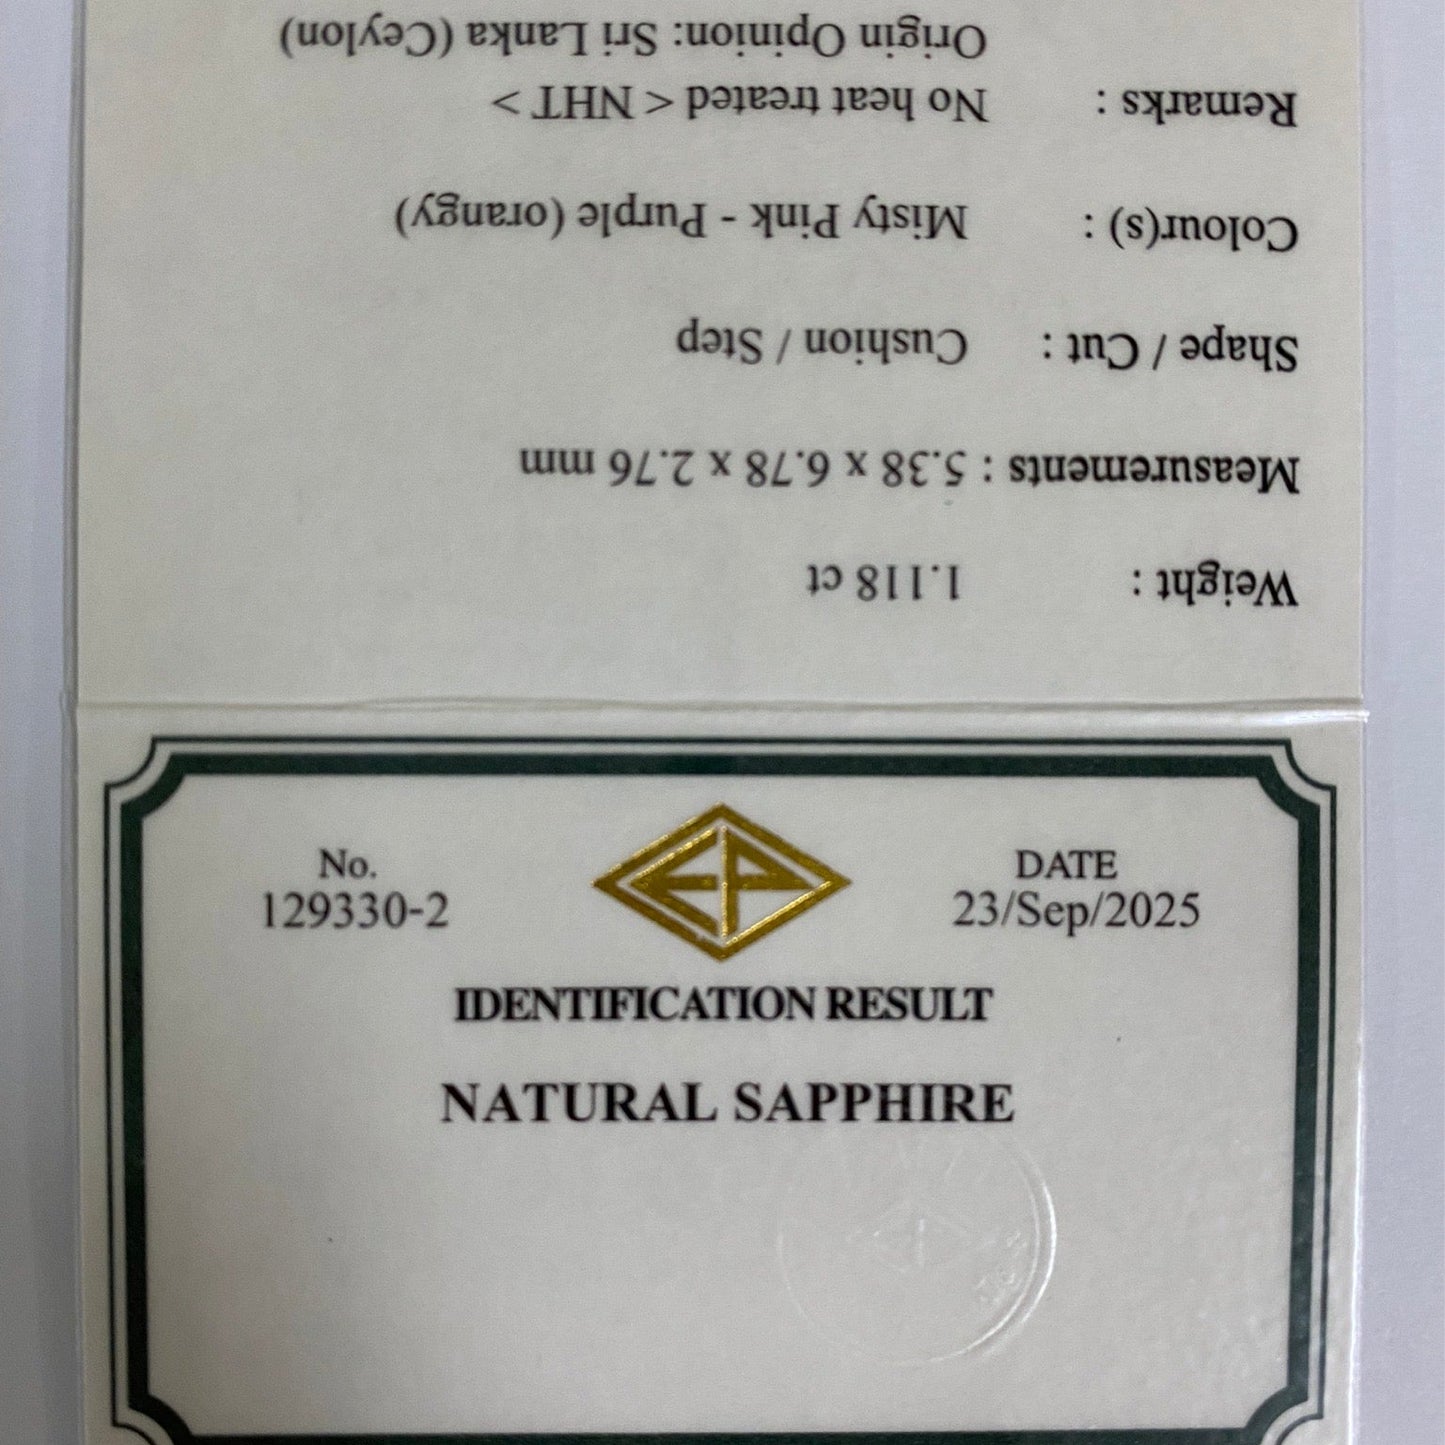 Weight : 1.118 ct
Measurements : 5.38 x 6.78 x 2.76 mm
Shape / Cut : Cushion / Step
Colour(s) : Misty Pink - Purple (orangy)
Remarks : No heat treated < NHT >
Origin Opinion: Sri Lanka (Ceylon)
No.
129330-2
DATE
23/Sep/2025
IDENTIFICATION RESULT
NATURAL SAPPHIRE